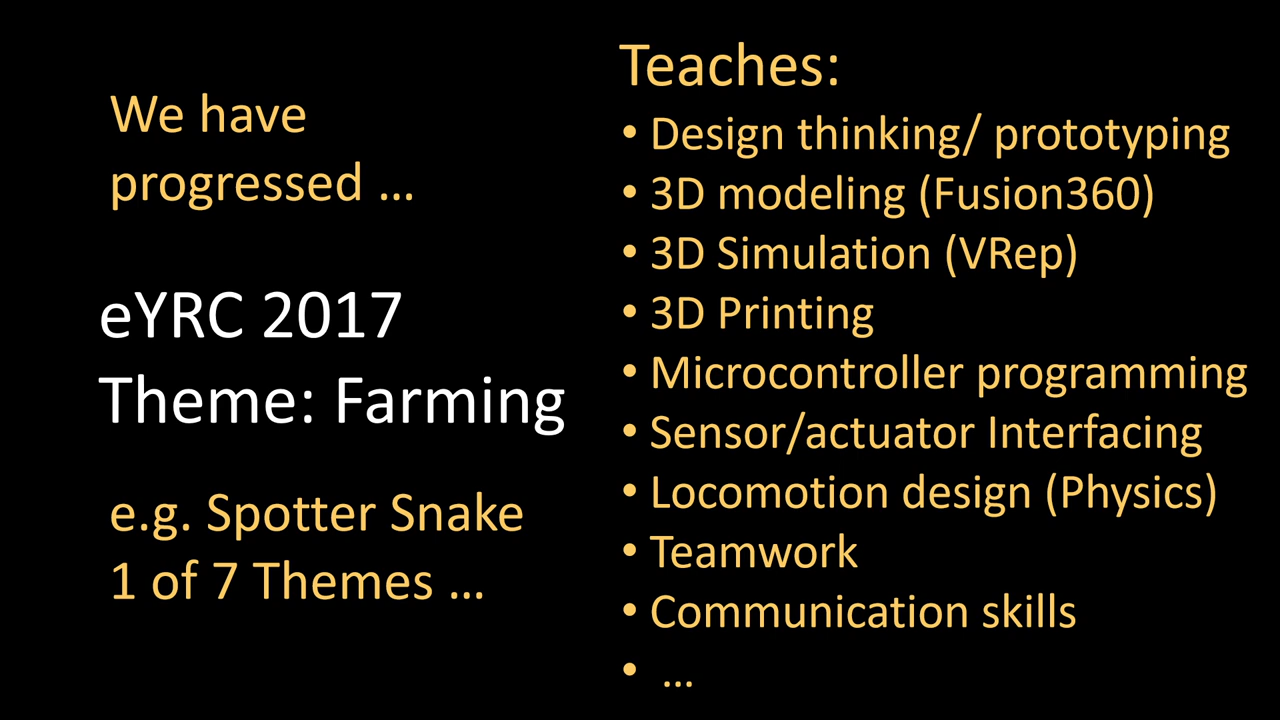 We have
progressed …
eYRC 2017
Theme: Farming
e.g. Spotter Snake
1 of 7 Themes …
Teaches:
• Design thinking/ prototyping
• 3D modeling (Fusion360)
• 3D Simulation (VRep)
• 3D Printing
• Microcontroller programming
• Sensor/actuator Interfacing
• Locomotion design (Physics)
• Teamwork
• Communication skills
• …